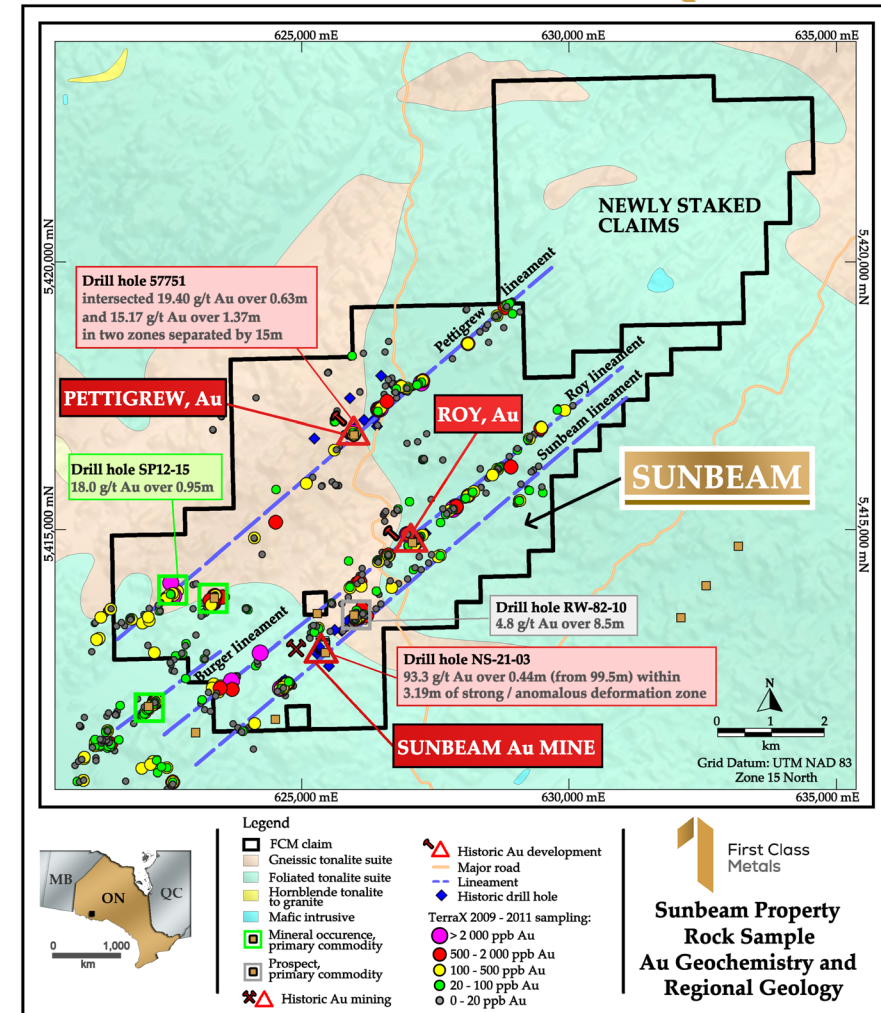 625,000 mE
630,000 mE
635,000 mE
5,420,000 mN
5,420,000 mN
5,415,000 mN
5,415,000 mN
NEWLY STAKED
CLAIMS
Drill hole 57751
intersected 19.40 g/t Au over 0.63m
and 15.17 g/t Au over 1.37m
in two zones separated by 15m
Pettigrew lineament
PETTIGREW, Au
ROY, Au
Roy lineament
Sunbeam lineament
Drill hole SP12-15
18.0 g/t Au over 0.95m
SUNBEAM
Drill hole RW-82-10
4.8 g/t Au over 8.5m
Burger lineament
Drill hole NS-21-03
93.3 g/t Au over 0.44m (from 99.5m) within
3.19m of strong / anomalous deformation zone
SUNBEAM Au MINE
N
0 1 2
km
Grid Datum: UTM NAD 83
Zone 15 North
625,000 mE
630,000 mE
635,000 mE
MB
ON
QC
0 1,000
km
Legend
FCM claim
Gneissic tonalite suite
Foliated tonalite suite
Hornblende tonalite
to granite
Mafic intrusive
Mineral occurence,
primary commodity
Prospect,
primary commodity
Historic Au mining
Historic Au development
Major road
Lineament
Historic drill hole
TerraX 2009 - 2011 sampling:
> 2 000 ppb Au
500 - 2 000 ppb Au
100 - 500 ppb Au
20 - 100 ppb Au
0 - 20 ppb Au
First Class
Metals
Sunbeam Property
Rock Sample
Au Geochemistry and
Regional Geology